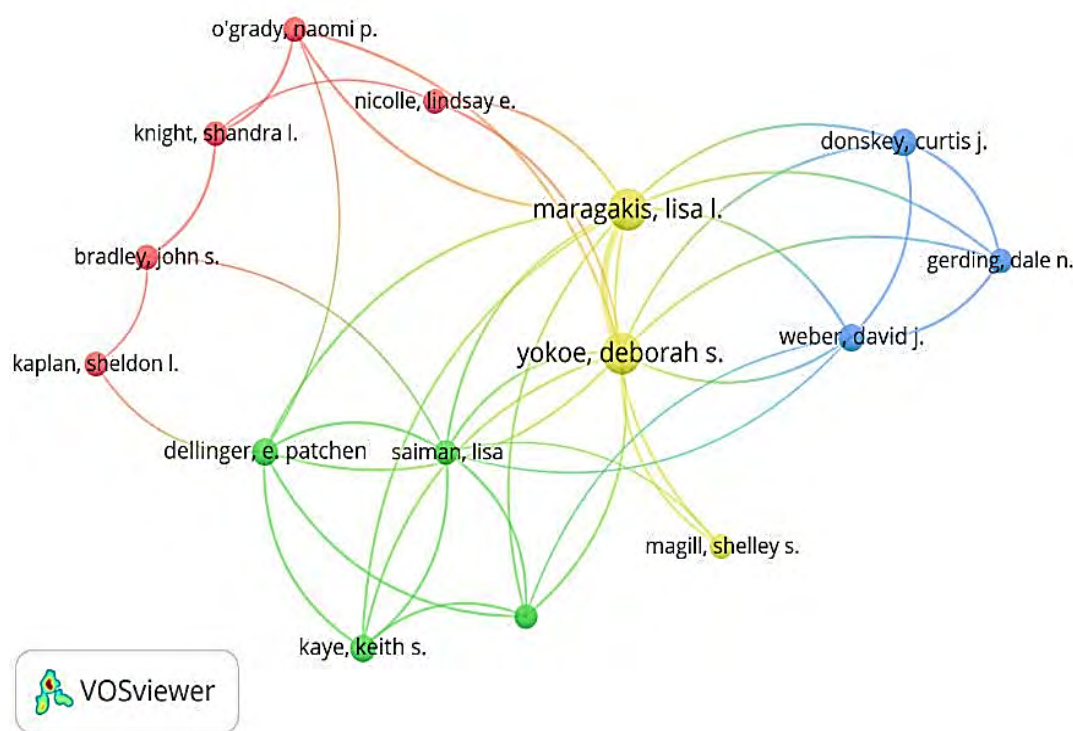 o'grady, naomi p.
nicolle, lindsay e.
knight, shandra l.
donskey, curtis j.
maragakis, lisa l.
bradley, john s.
gerding, dale n.
weber, david j.
yokoe, deborah s.
kaplan, sheldon l.
dellinger, e. patchen
saiman, lisa
magill, shelley s.
kaye, keith s.
VOSviewer